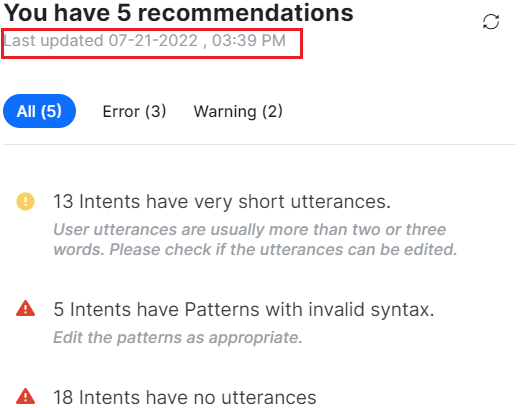 You have 5 recommendations
Last updated 07-21-2022 , 03:39 PM
All (5) Error (3) Warning (2)
13 Intents have very short utterances.
User utterances are usually more than two or three
words. Please check if the utterances can be edited.
5 Intents have Patterns with invalid syntax.
Edit the patterns as appropriate.
18 Intents have no utterances